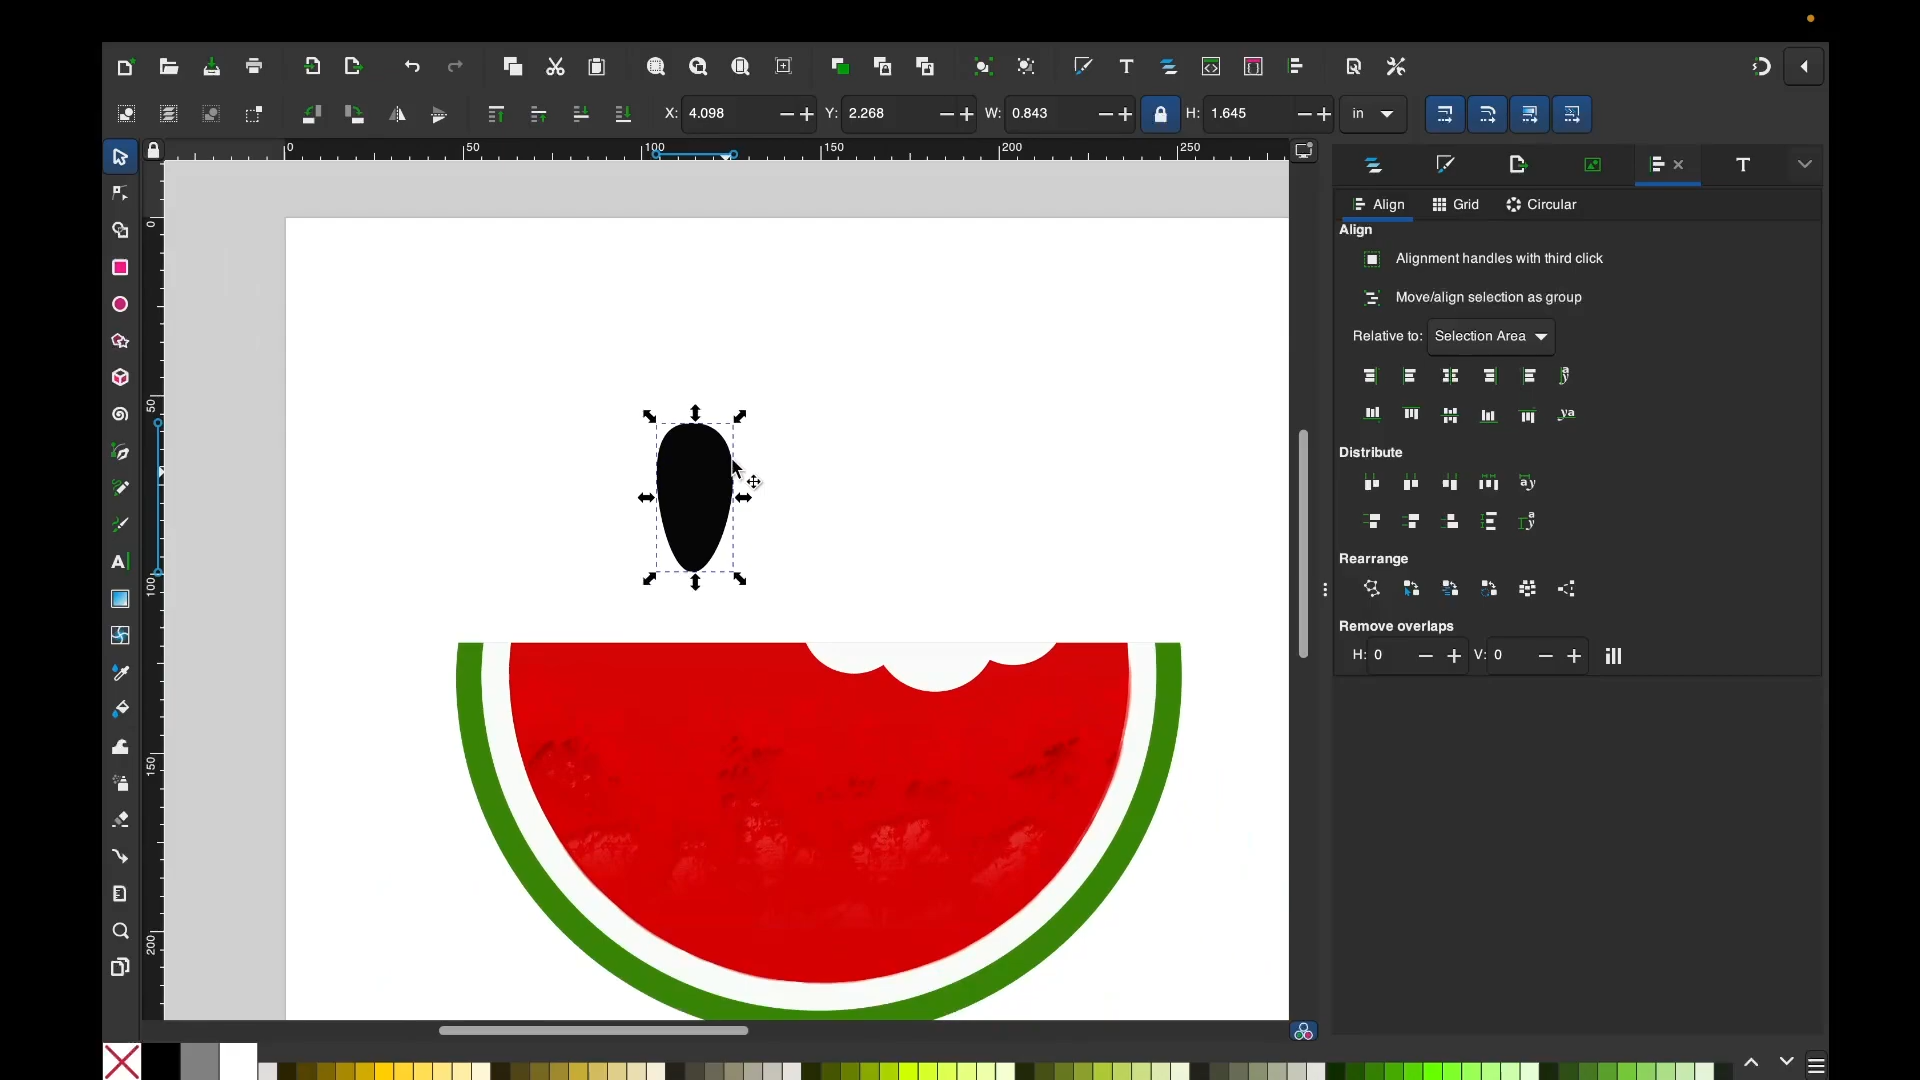 X: 4.098 Y: 2.268 W: 0.843 H: 1.645 in
0 50 100 150 200 250
0
50
100
150
200
Align Grid Circular
Align
Alignment handles with third click
Move/align selection as group
Relative to: Selection Area
Distribute
Rearrange
Remove overlaps
H: 0 V: 0